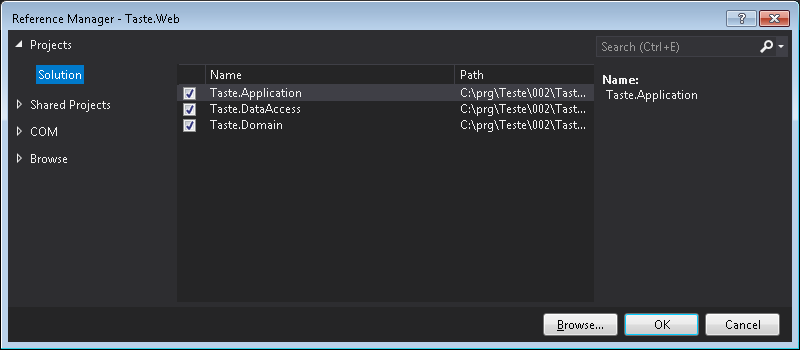 Reference Manager - Taste.Web
?
Projects
Search (Ctrl+E)
Solution
Name Path
Name:
Taste.Application C:\prg\Teste\002\Tast...
Taste.Application
Shared Projects
Taste.DataAccess C:\prg\Teste\002\Tast...
COM
Taste.Domain C:\prg\Teste\002\Tast...
Browse
Browse... OK Cancel